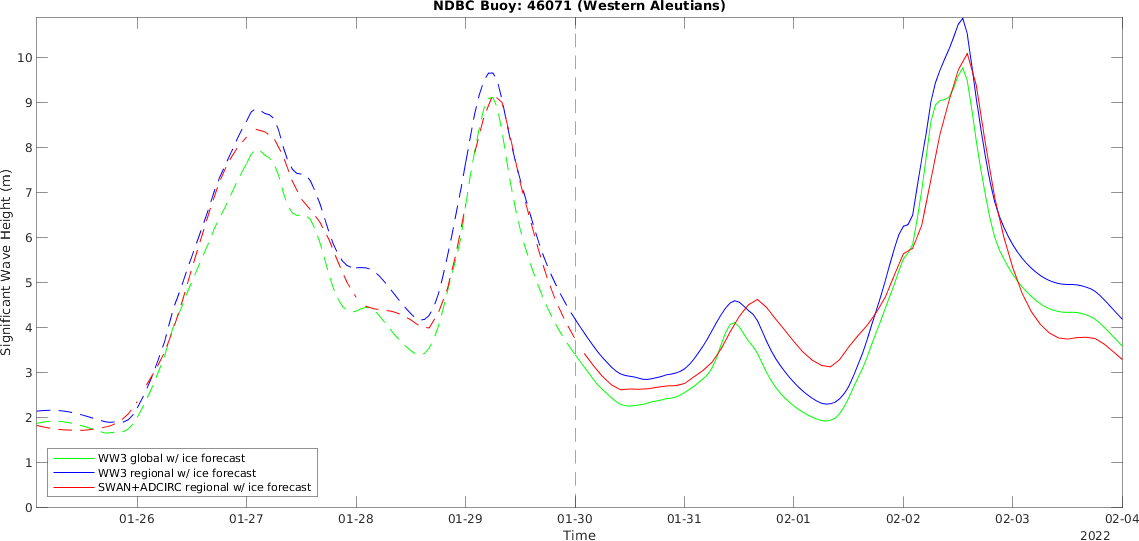 NDBC Buoy: 46071 (Western Aleutians)
Significant Wave Height (m)
10
9
8
7
6
5
4
3
2
1
0
WW3 global w/ ice forecast
WW3 regional w/ ice forecast
SWAN+ADCIRC regional w/ ice forecast
01-26 01-27 01-28 01-29 01-30 01-31 02-01 02-02 02-03 02-04
Time
2022